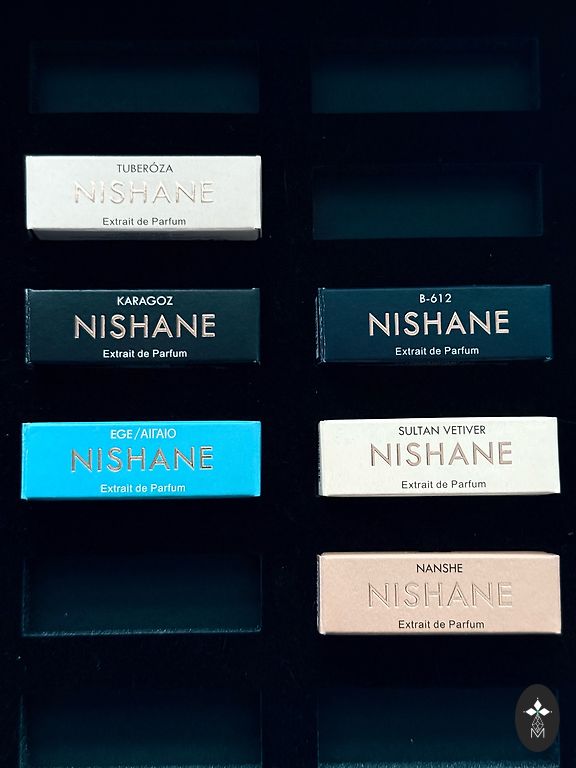 TUBERÓZA
NISHANE
Extrait de Parfum
KARAGOZ
NISHANE
Extrait de Parfum
B-612
NISHANE
Extrait de Parfum
EGE / ΑΙΓΑΙΟ
NISHANE
Extrait de Parfum
SULTAN VETIVER
NISHANE
Extrait de Parfum
NANSHE
NISHANE
Extrait de Parfum
M